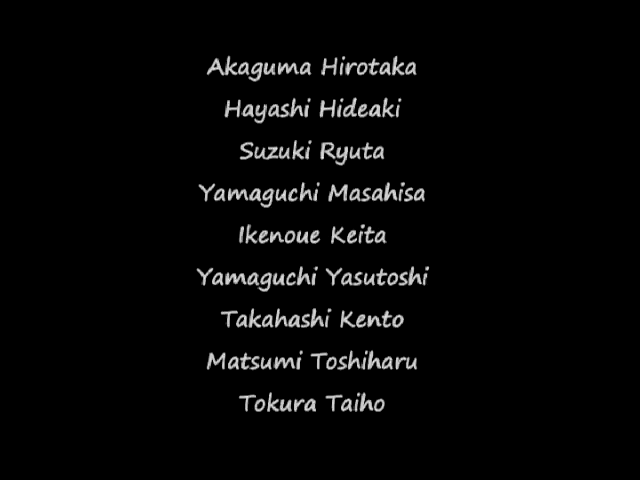 Akaguma Hirotaka
Hayashi Hideaki
Suzuki Ryuta
Yamaguchi Masahisa
Ikenoue Keita
Yamaguchi Yasutoshi
Takahashi Kento
Matsumi Toshiharu
Tokura Taiho